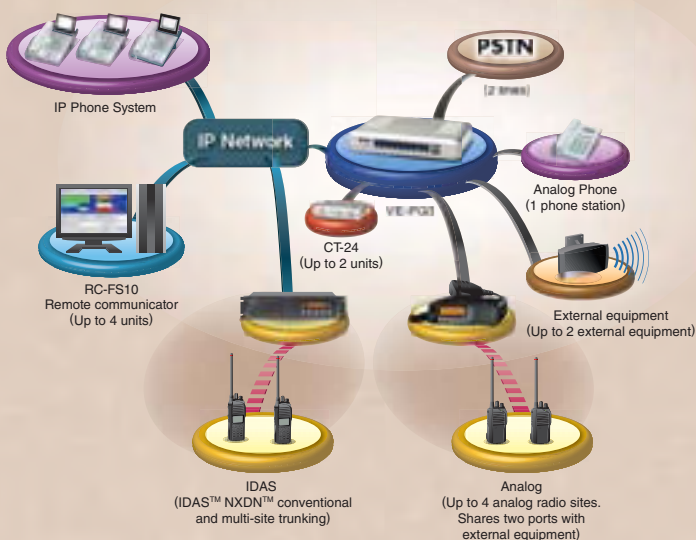 PSTN
(2 lines)
IP Phone System
IP Network
Analog Phone
(1 phone station)
VE-PG3
CT-24
(Up to 2 units)
RC-FS10
Remote communicator
(Up to 4 units)
External equipment
(Up to 2 external equipment)
IDAS
(IDAS™ NXDN™ conventional
and multi-site trunking)
Analog
(Up to 4 analog radio sites.
Shares two ports with
external equipment)